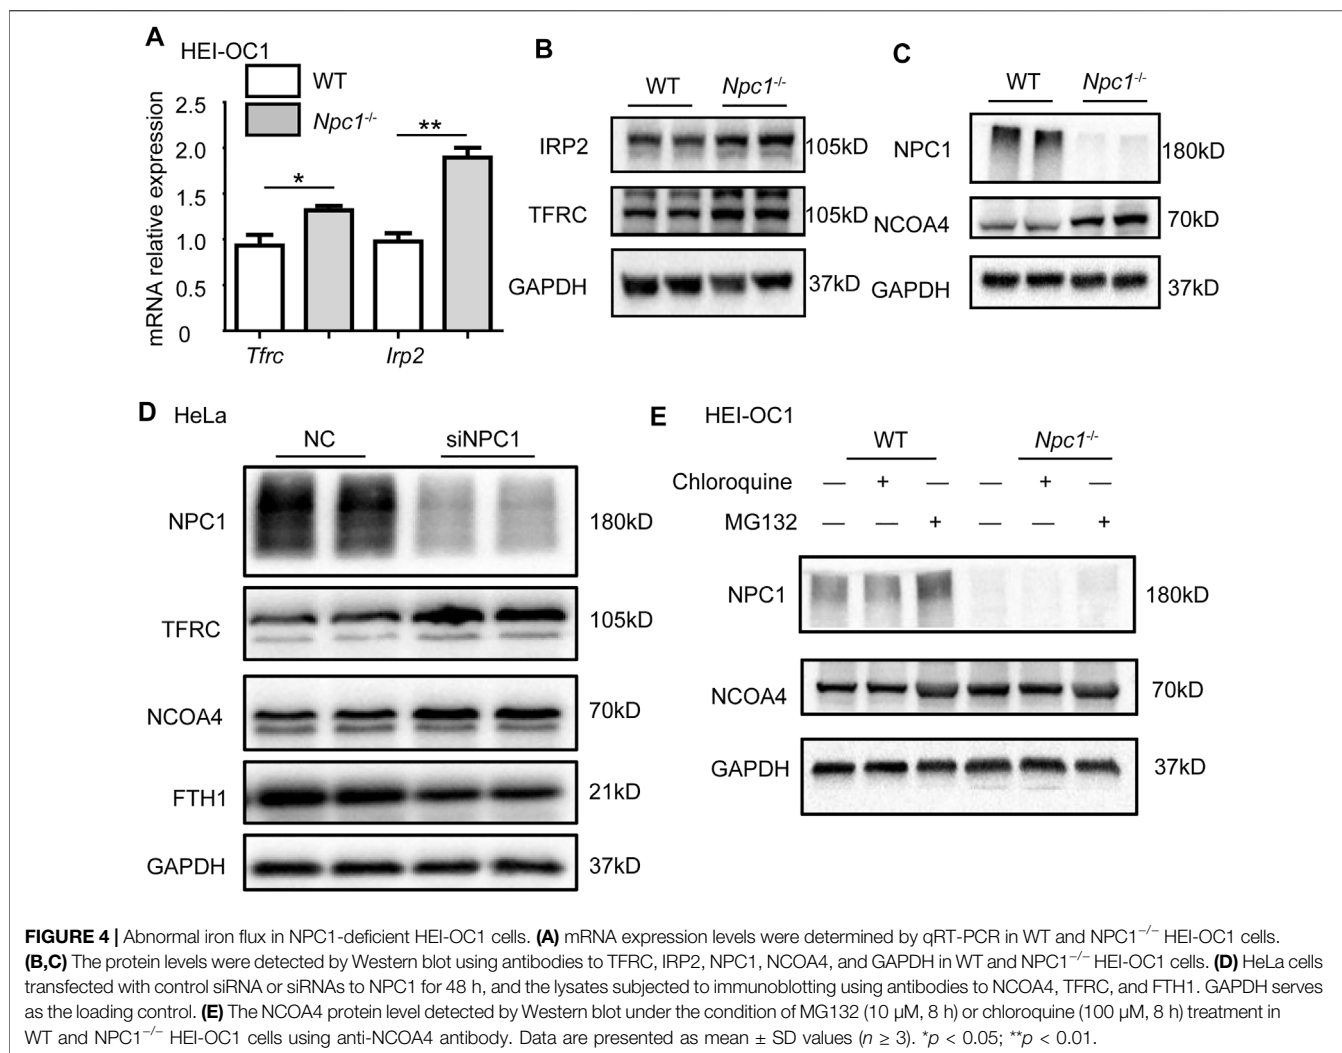 A
HEI-OC1
WT
Npc1-/-
mRNA relative expression
2.5
2.0
1.5
1.0
0.5
0
*
**
Tfrc
Irp2
B
WT Npc1-/-
IRP2 105kD
TFRC 105kD
GAPDH 37kD
C
WT Npc1-/-
NPC1 180kD
NCOA4 70kD
GAPDH 37kD
D HeLa
NC siNPC1
NPC1 180kD
TFRC 105kD
NCOA4 70kD
FTH1 21kD
GAPDH 37kD
E HEI-OC1
WT Npc1-/-
Chloroquine — + — — + —
MG132 — — + — — +
NPC1 180kD
NCOA4 70kD
GAPDH 37kD
FIGURE 4 | Abnormal iron flux in NPC1-deficient HEI-OC1 cells. (A) mRNA expression levels were determined by qRT-PCR in WT and NPC1−/− HEI-OC1 cells.
(B,C) The protein levels were detected by Western blot using antibodies to TFRC, IRP2, NPC1, NCOA4, and GAPDH in WT and NPC1−/− HEI-OC1 cells. (D) HeLa cells
transfected with control siRNA or siRNAs to NPC1 for 48 h, and the lysates subjected to immunoblotting using antibodies to NCOA4, TFRC, and FTH1. GAPDH serves
as the loading control. (E) The NCOA4 protein level detected by Western blot under the condition of MG132 (10 μM, 8 h) or chloroquine (100 μM, 8 h) treatment in
WT and NPC1−/− HEI-OC1 cells using anti-NCOA4 antibody. Data are presented as mean ± SD values (n ≥ 3). *p < 0.05; **p < 0.01.